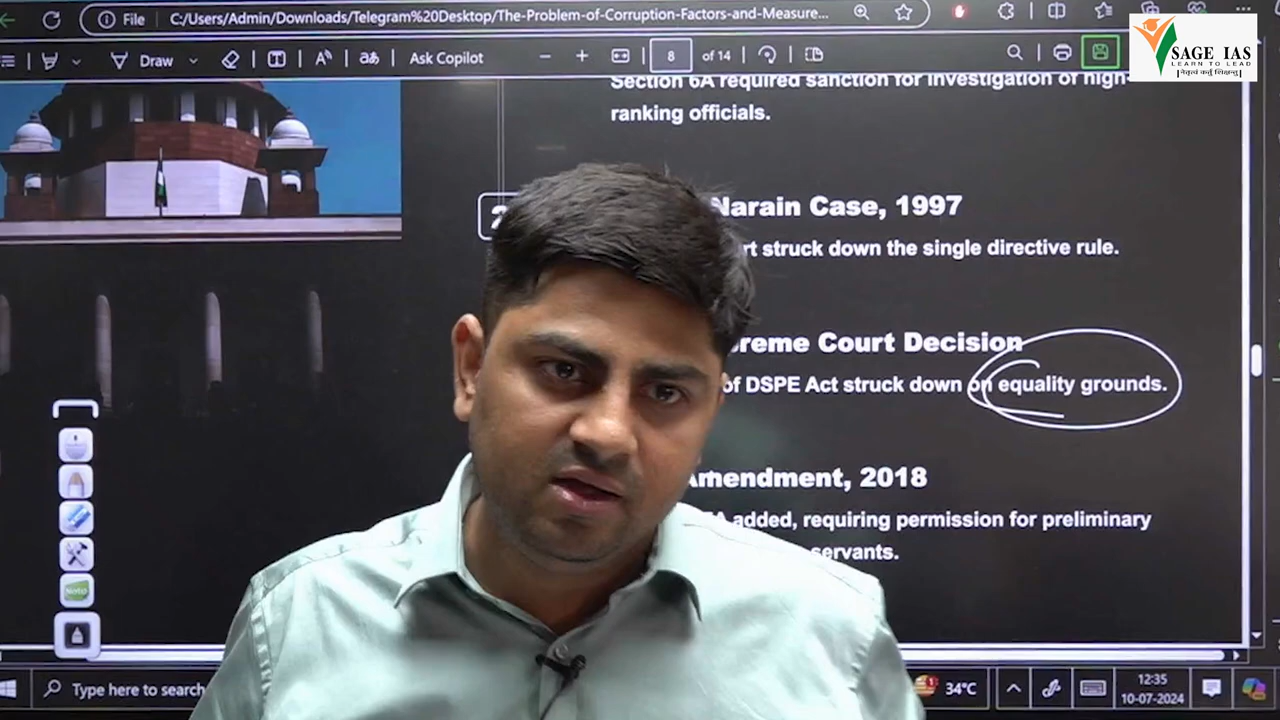 File
C:/Users/Admin/Downloads/Telegram%20Desktop/The-Problem-of-Corruption-Factors-and-Measure...
Draw
Ask Copilot
8 of 14
SAGE IAS
LEARN TO LEAD
Section 6A required sanction for investigation of high-
ranking officials.
2
Narain Case, 1997
struck down the single directive rule.
Supreme Court Decision
of DSPE Act struck down on equality grounds.
Amendment, 2018
added, requiring permission for preliminary
servants.
Type here to search
34°C
12:35
10-07-2024